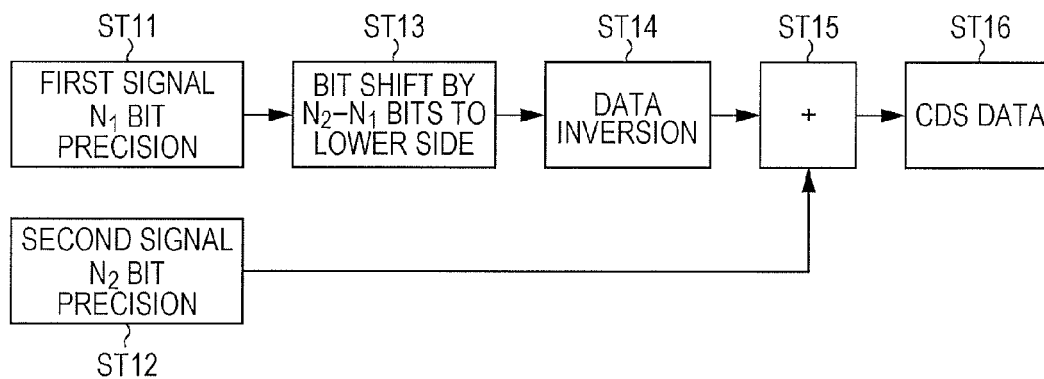 ST11
ST13
ST14
ST15
ST16
FIRST SIGNAL
N₁ BIT
PRECISION
BIT SHIFT BY
N₂–N₁ BITS TO
LOWER SIDE
DATA
INVERSION
+
CDS DATA
SECOND SIGNAL
N₂ BIT
PRECISION
ST12